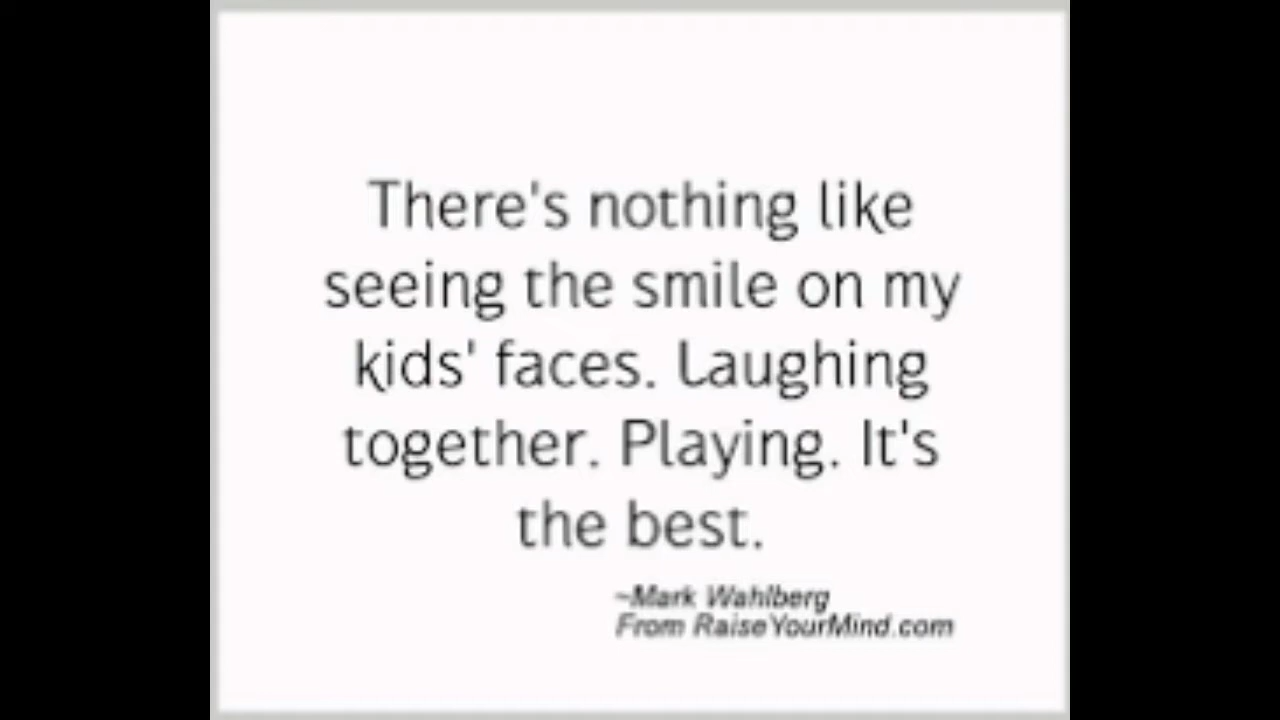 There's nothing like
seeing the smile on my
kids' faces. Laughing
together. Playing. It's
the best.
~Mark Wahlberg
From RaiseYourMind.com